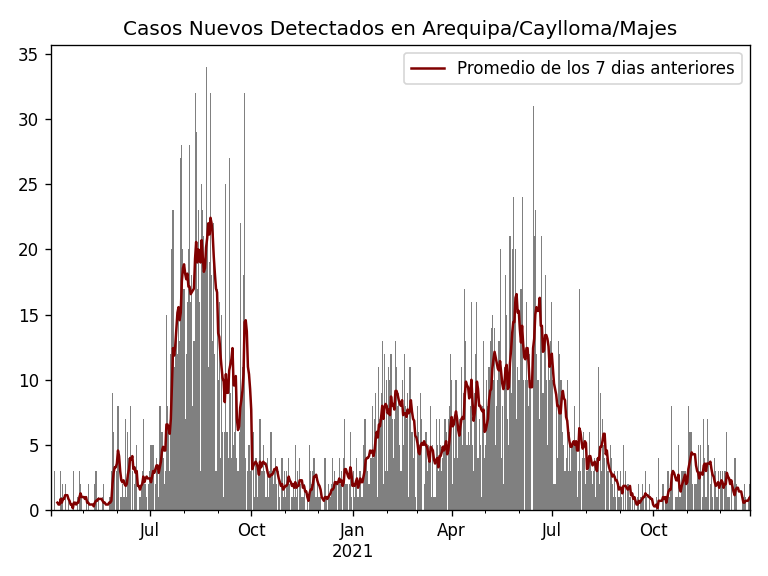 Casos Nuevos Detectados en Arequipa/Caylloma/Majes
Promedio de los 7 dias anteriores
35
30
25
20
15
10
5
0
Jul
Oct
Jan
2021
Apr
Jul
Oct